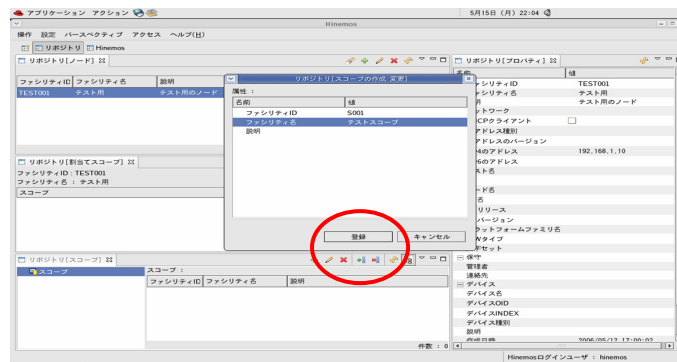 アプリケーション アクション
5月15日 (月) 22:04
Hinemos
操作 設定 パースペクティブ アクセス ヘルプ(H)
リポジトリ Hinemos
リポジトリ[ノード]
ファシリティID ファシリティ名 説明
TEST001 テスト用 テスト用のノード
リポジトリ[割当てスコープ]
ファシリティID : TEST001
ファシリティ名 : テスト用
スコープ
リポジトリ[スコープの作成・変更]
属性 :
名前 値
ファシリティID S001
ファシリティ名 テストスコープ
説明
登録 キャンセル
リポジトリ[スコープ]
スコープ
スコープ :
ファシリティID ファシリティ名 説明
件数 : 0
リポジトリ[プロパティ]
値
ァシリティID TEST001
ァシリティ名 テスト用
テスト用のノード
ットワーク
CPクライアント
アドレス種別
アドレスのバージョン
4のアドレス 192.168.1.10
6のアドレス
スト名
ード名
名
リリース
バージョン
ラットフォームファミリ名
Wタイプ
セット
保守
管理者
連絡先
デバイス
デバイス名
デバイスOID
デバイスINDEX
デバイス種別
説明
作成日時 2006/05/12 17:00:02
Hinemosログインユーザ : hinemos